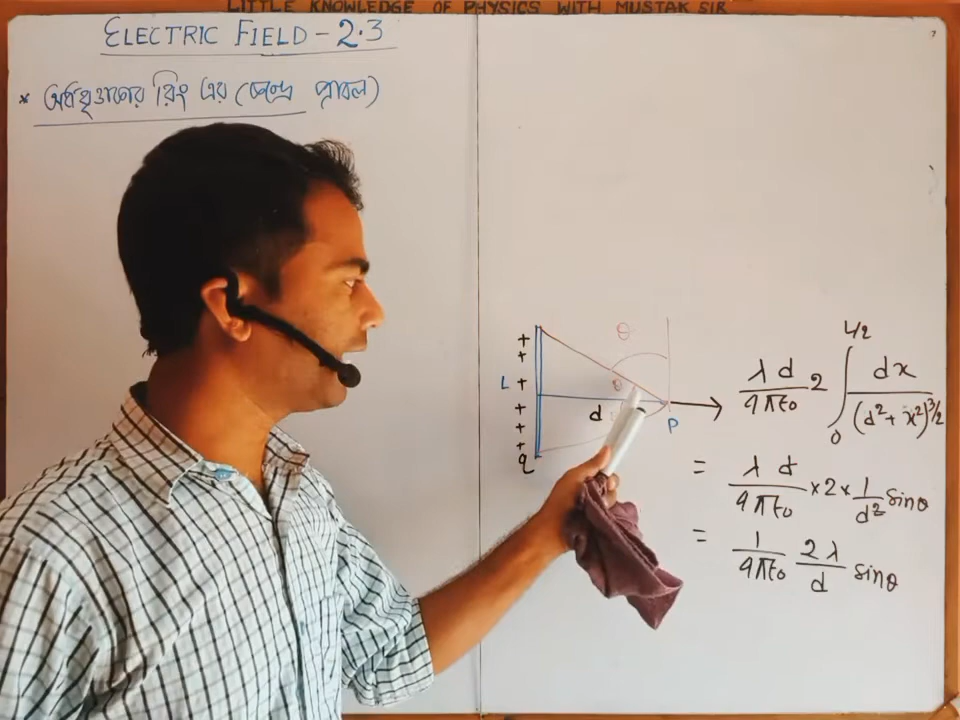 LITTLE KNOWLEDGE OF PHYSICS WITH MUSTAK SIR
ELECTRIC FIELD - 2.3
* অর্ধবৃত্তাকার রিং এর কেন্দ্রে প্রাবল্য
+
+
L +
+
+
+
q
θ
θ
d
P
λd/4πε₀ 2 ∫₀^(L/2) dx/(d²+x²)^(3/2)
= λd/4πε₀ × 2 × 1/d² sinθ
= 1/4πε₀ 2λ/d sinθ